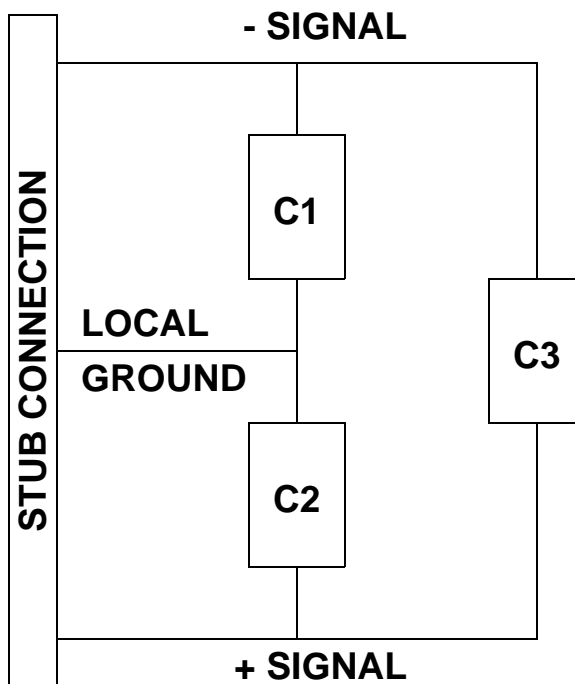 - SIGNAL
STUB CONNECTION
C1
LOCAL
GROUND
C3
C2
+ SIGNAL